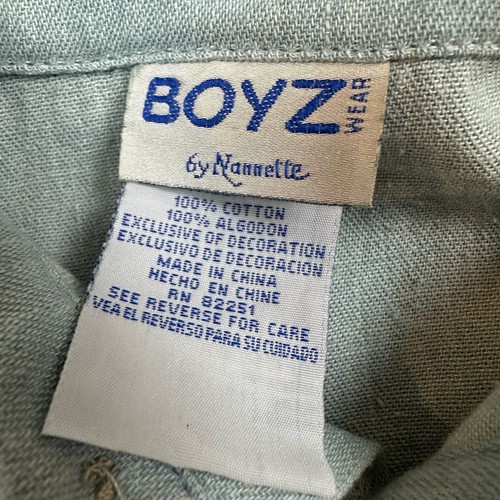 BOYZ WEAR
by Nannette
100% COTTON
100% ALGODON
EXCLUSIVE OF DECORATION
EXCLUSIVO DE DECORACION
MADE IN CHINA
HECHO EN CHINE
RN 82251
SEE REVERSE FOR CARE
VEA EL REVERSO PARA SU CUIDADO